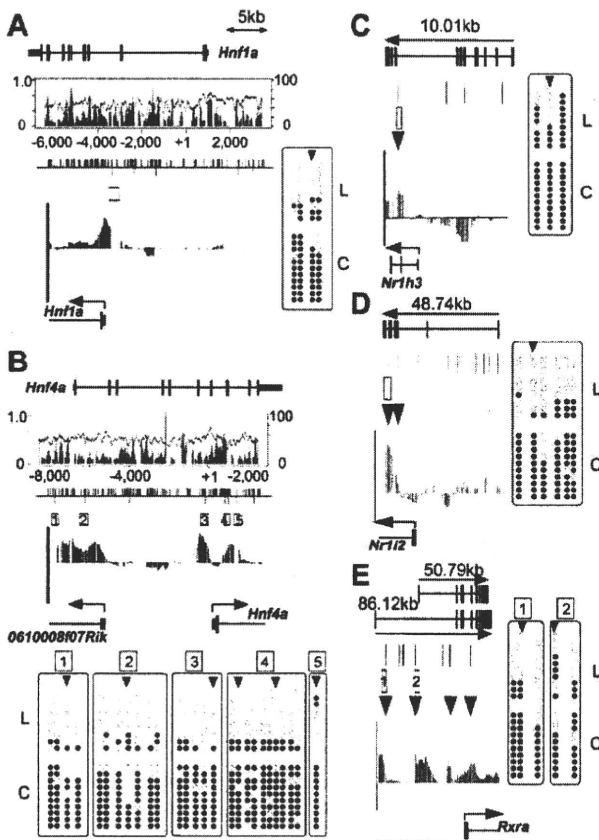 A
5kb
Hnf1a
1.0
100
0
0
-6,000 -4,000 -2,000 +1 2,000
L
C
Hnf1a
B
Hnf4a
1.0
100
0
0
-8,000 -4,000 +1 -2,000
1 2 3 4 5
Hnf4a
0610008f07Rik
1 2 3 4 5
L
C
C
10.01kb
L
C
Nr1h3
D
48.74kb
L
C
Nr1i2
E
50.79kb
86.12kb
1 2
2
L
C
Rxra